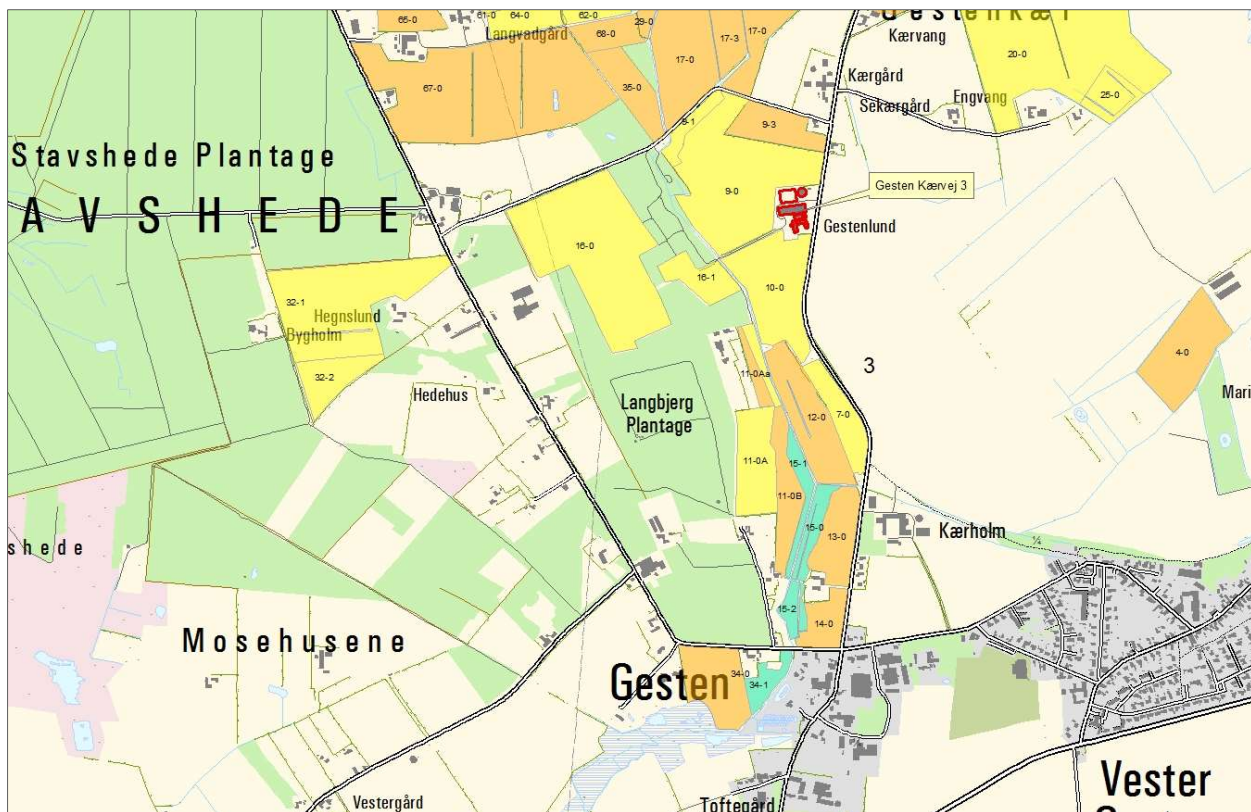 65-0
61-0
64-0
62-0
29-0
17-3
17-0
Gestenkær
Kærvang
Langvadgård
68-0
17-0
20-0
67-0
35-0
Kærgård
Sekærgård
Engvang
25-0
9-1
9-3
Stavshede Plantage
9-0
Gesten Kærvej 3
AVSHEDE
Gestenlund
16-0
16-1
10-0
32-1
Hegnslund
Bygholm
32-2
4-0
3
11-0Aa
Hedehus
Langbjerg
Plantage
12-0
7-0
Mari
11-0A
15-1
11-0B
15-0
13-0
Kærholm
shede
15-2
14-0
Mosehusene
Gesten
34-0
34-1
Vester
Vestergård
Toftegård